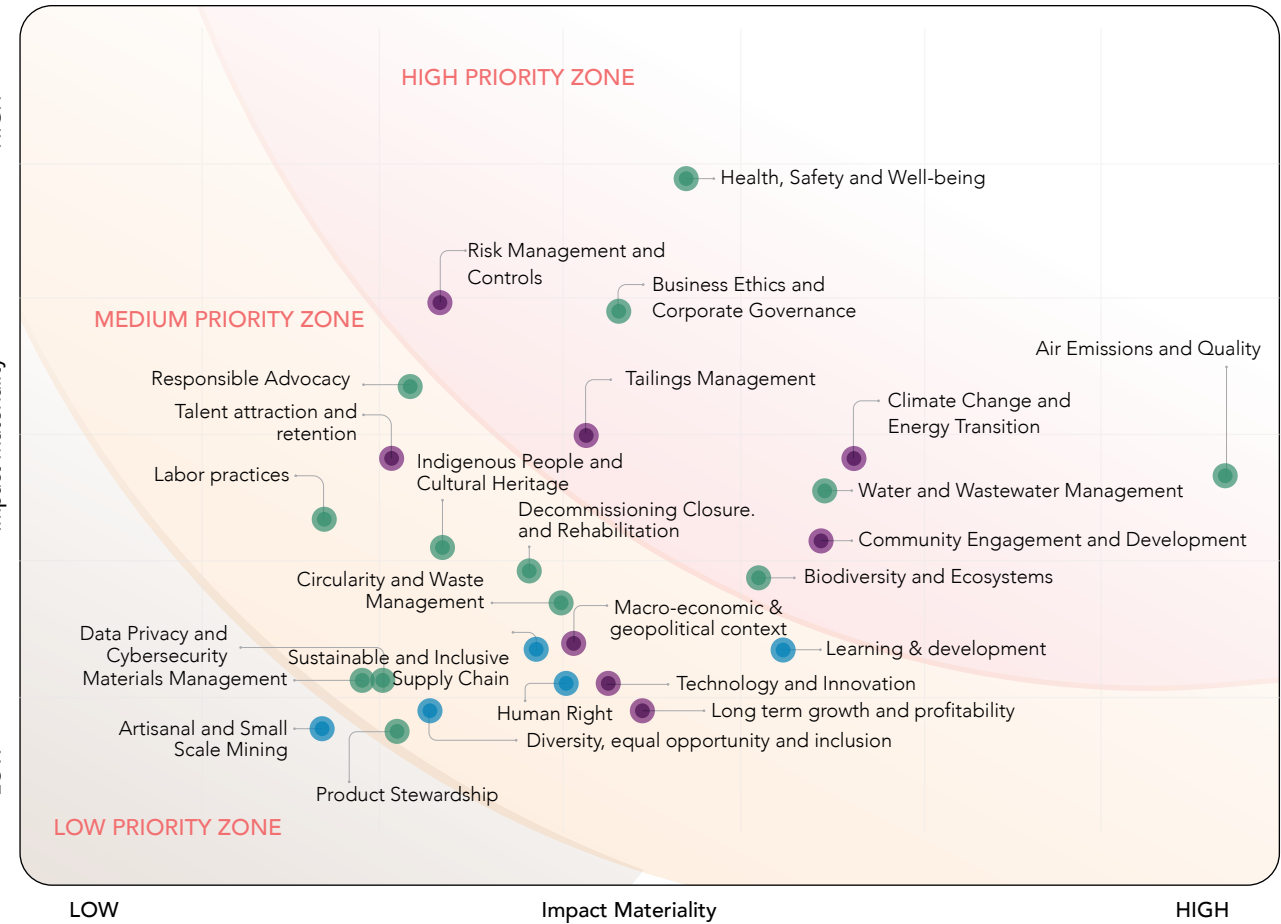 HIGH PRIORITY ZONE
Health, Safety and Well-being
Risk Management and
Controls
Business Ethics and
Corporate Governance
MEDIUM PRIORITY ZONE
Air Emissions and Quality
Responsible Advocacy
Tailings Management
Talent attraction and
retention
Climate Change and
Energy Transition
Labor practices
Indigenous People and
Cultural Heritage
Water and Wastewater Management
Decommissioning Closure.
and Rehabilitation
Community Engagement and Development
Circularity and Waste
Management
Biodiversity and Ecosystems
Macro-economic &
geopolitical context
Data Privacy and
Cybersecurity
Sustainable and Inclusive
Supply Chain
Learning & development
Materials Management
Technology and Innovation
Human Right
Long term growth and profitability
Artisanal and Small
Scale Mining
Diversity, equal opportunity and inclusion
Product Stewardship
LOW PRIORITY ZONE
LOW
Impact Materiality
HIGH